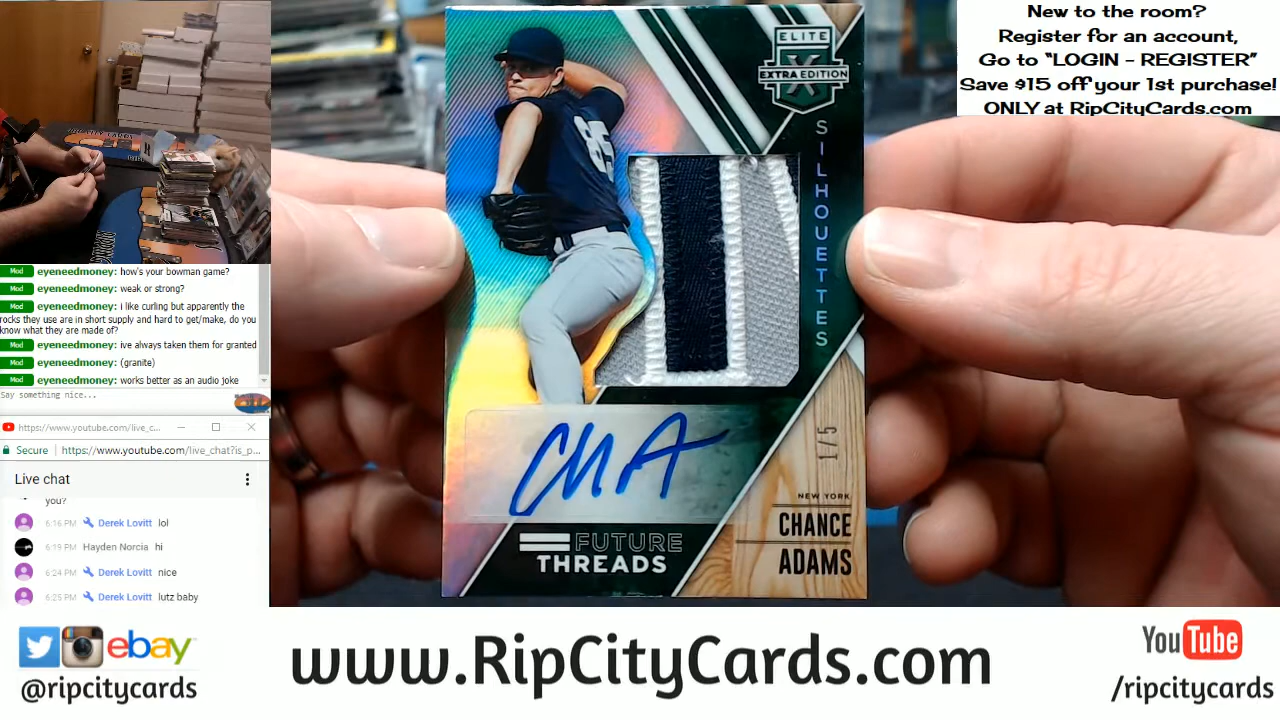 New to the room?
Register for an account,
Go to "LOGIN - REGISTER"
Save $15 off your 1st purchase!
ONLY at RipCityCards.com
ELITE
X
EXTRA EDITION
SILHOUETTES
85
1/5
NEW YORK
CHANCE
ADAMS
FUTURE
THREADS
Mod eyeneedmoney: how's your bowman game?
Mod eyeneedmoney: weak or strong?
Mod eyeneedmoney: i like curling but apparently the
rocks they use are in short supply and hard to get/make, do you
know what they are made of?
Mod eyeneedmoney: ive always taken them for granted
Mod eyeneedmoney: (granite)
Mod eyeneedmoney: works better as an audio joke
Say something nice...
https://www.youtube.com/live_c...
Secure https://www.youtube.com/live_chat?is_p...
Live chat
you?
6:16 PM Derek Lovitt lol
6:19 PM Hayden Norcia hi
6:24 PM Derek Lovitt nice
6:25 PM Derek Lovitt lutz baby
ebay
@ripcitycards
www.RipCityCards.com
YouTube
/ripcitycards